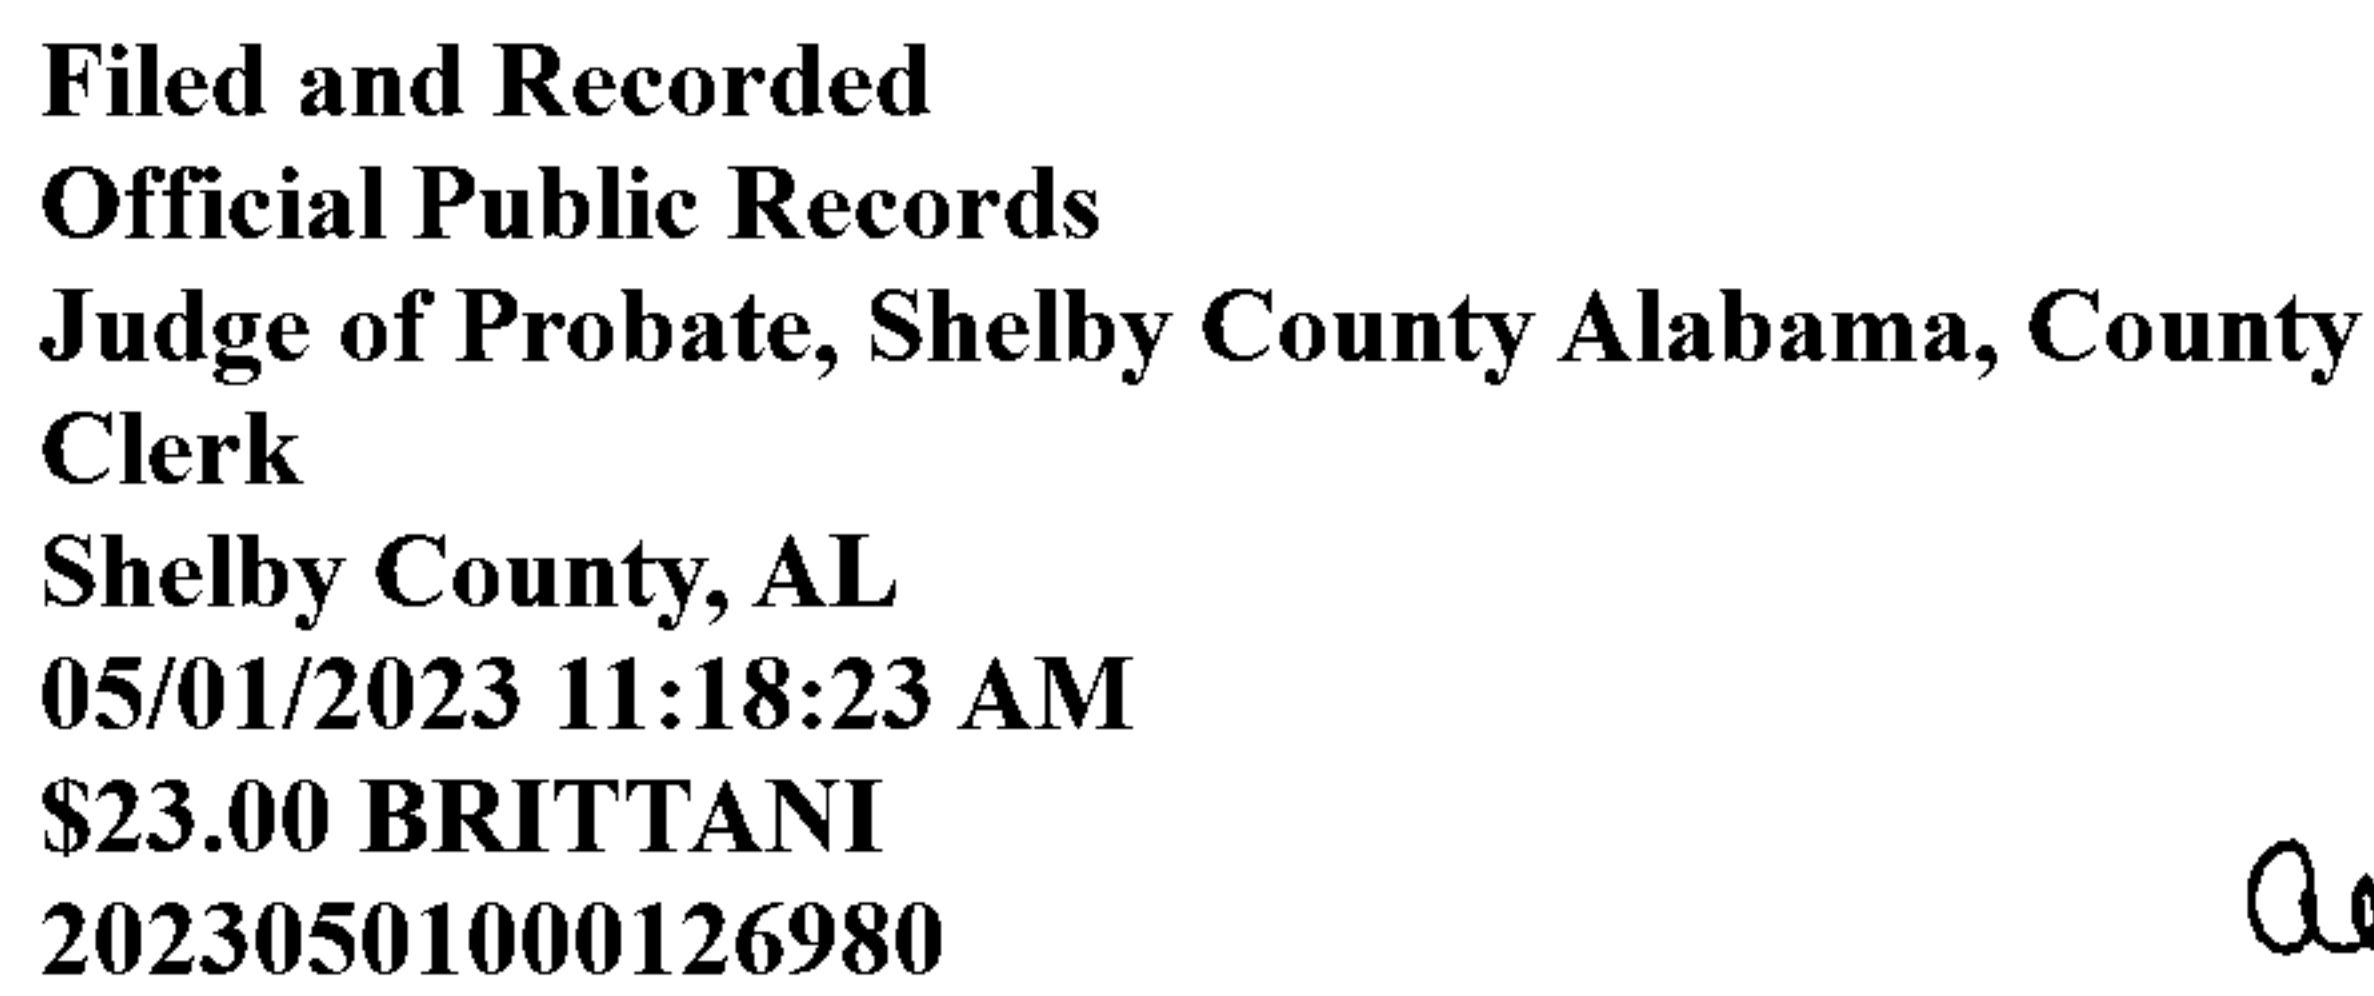 Filed and Recorded
Official Public Records
Judge of Probate, Shelby County Alabama, County
Clerk
Shelby County, AL
05/01/2023 11:18:23 AM
$23.00 BRITTANI
20230501000126980